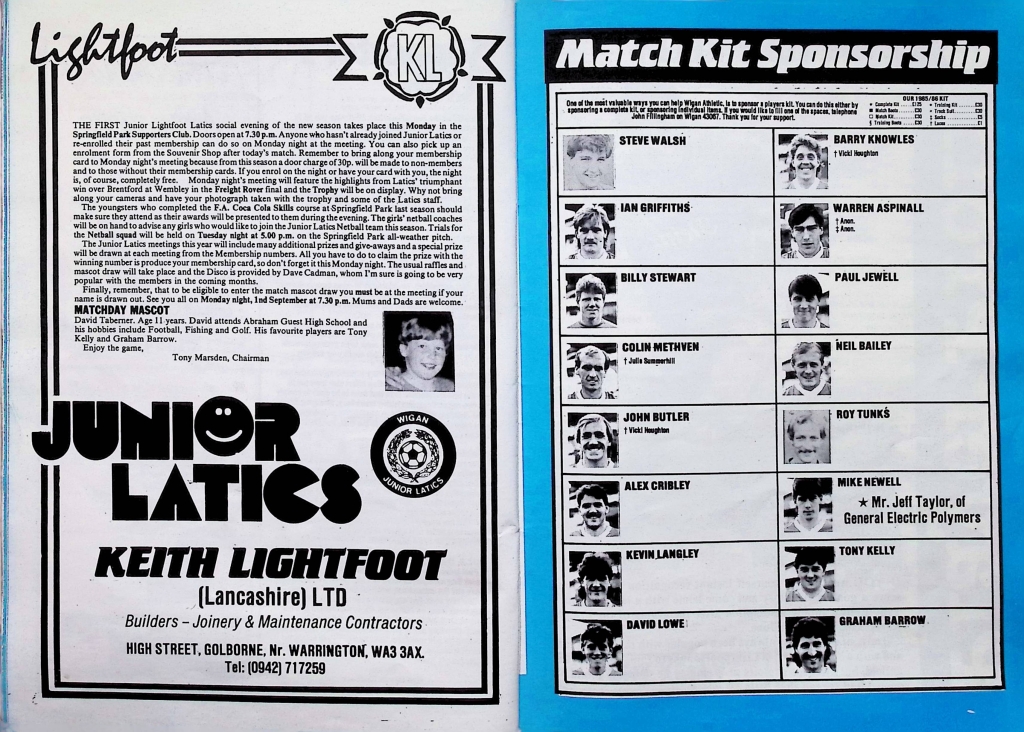 Lightfoot
KL
THE FIRST Junior Lightfoot Latics social evening of the new season takes place this Monday in the
Springfield Park Supporters Club. Doors open at 7.30 p.m. Anyone who hasn't already joined Junior Latics or
re-enrolled their past membership can do so on Monday night at the meeting. You can also pick up an
enrolment form from the Souvenir Shop after today's match. Remember to bring along your membership
card to Monday night's meeting because from this season a door charge of 30p. will be made to non-members
and to those without their membership cards. If you enrol on the night or have your card with you, the night
is, of course, completely free. Monday night's meeting will feature the highlights from Latics' triumphant
win over Brentford at Wembley in the Freight Rover final and the Trophy will be on display. Why not bring
along your cameras and have your photograph taken with the trophy and some of the Latics staff.
The youngsters who completed the F.A. Coca Cola Skills course at Springfield Park last season should
make sure they attend as their awards will be presented to them during the evening. The girls' netball coaches
will be on hand to advise any girls who would like to join the Junior Latics Netball team this season. Trials for
the Netball squad will be held on Tuesday night at 5.00 p.m. on the Springfield Park all-weather pitch.
The Junior Latics meetings this year will include many additional prizes and give-aways and a special prize
will be drawn at each meeting from the Membership numbers. All you have to do to claim the prize with the
winning number is produce your membership card, so don't forget it this Monday night. The usual raffles and
mascot draw will take place and the Disco is provided by Dave Cadman, whom I'm sure is going to be very
popular with the members in the coming months.
Finally, remember, that to be eligible to enter the match mascot draw you must be at the meeting if your
name is drawn out. See you all on Monday night, 1nd September at 7.30 p.m. Mums and Dads are welcome.
MATCHDAY MASCOT
David Taberner. Age 11 years. David attends Abraham Guest High School and
his hobbies include Football, Fishing and Golf. His favourite players are Tony
Kelly and Graham Barrow.
Enjoy the game,
Tony Marsden, Chairman
JUNIOR
LATICS
WIGAN
JUNIOR LATICS
KEITH LIGHTFOOT
(Lancashire) LTD
Builders – Joinery & Maintenance Contractors
HIGH STREET, GOLBORNE, Nr. WARRINGTON, WA3 3AX.
Tel: (0942) 717259
Match Kit Sponsorship
One of the most valuable ways you can help Wigan Athletic, is to sponsor a players kit. You can do this either by
sponsoring a complete kit, or sponsoring individual items. If you would like to fill one of the spaces, telephone
John Fillingham on Wigan 43067. Thank you for your support.
OUR 1985/86 KIT
Complete Kit £125
Match Boots £30
Match Kit £30
Training Boots £30
Training Kit £30
Track Suit £30
Socks £5
Laces £1
STEVE WALSH
BARRY KNOWLES
† Vicki Houghton
IAN GRIFFITHS
WARREN ASPINALL
† Anon.
‡ Anon.
BILLY STEWART
PAUL JEWELL
COLIN METHVEN
† Julie Summerhill
NEIL BAILEY
JOHN BUTLER
† Vicki Houghton
ROY TUNKS
ALEX CRIBLEY
MIKE NEWELL
★ Mr. Jeff Taylor, of
General Electric Polymers
KEVIN LANGLEY
TONY KELLY
DAVID LOWE
GRAHAM BARROW